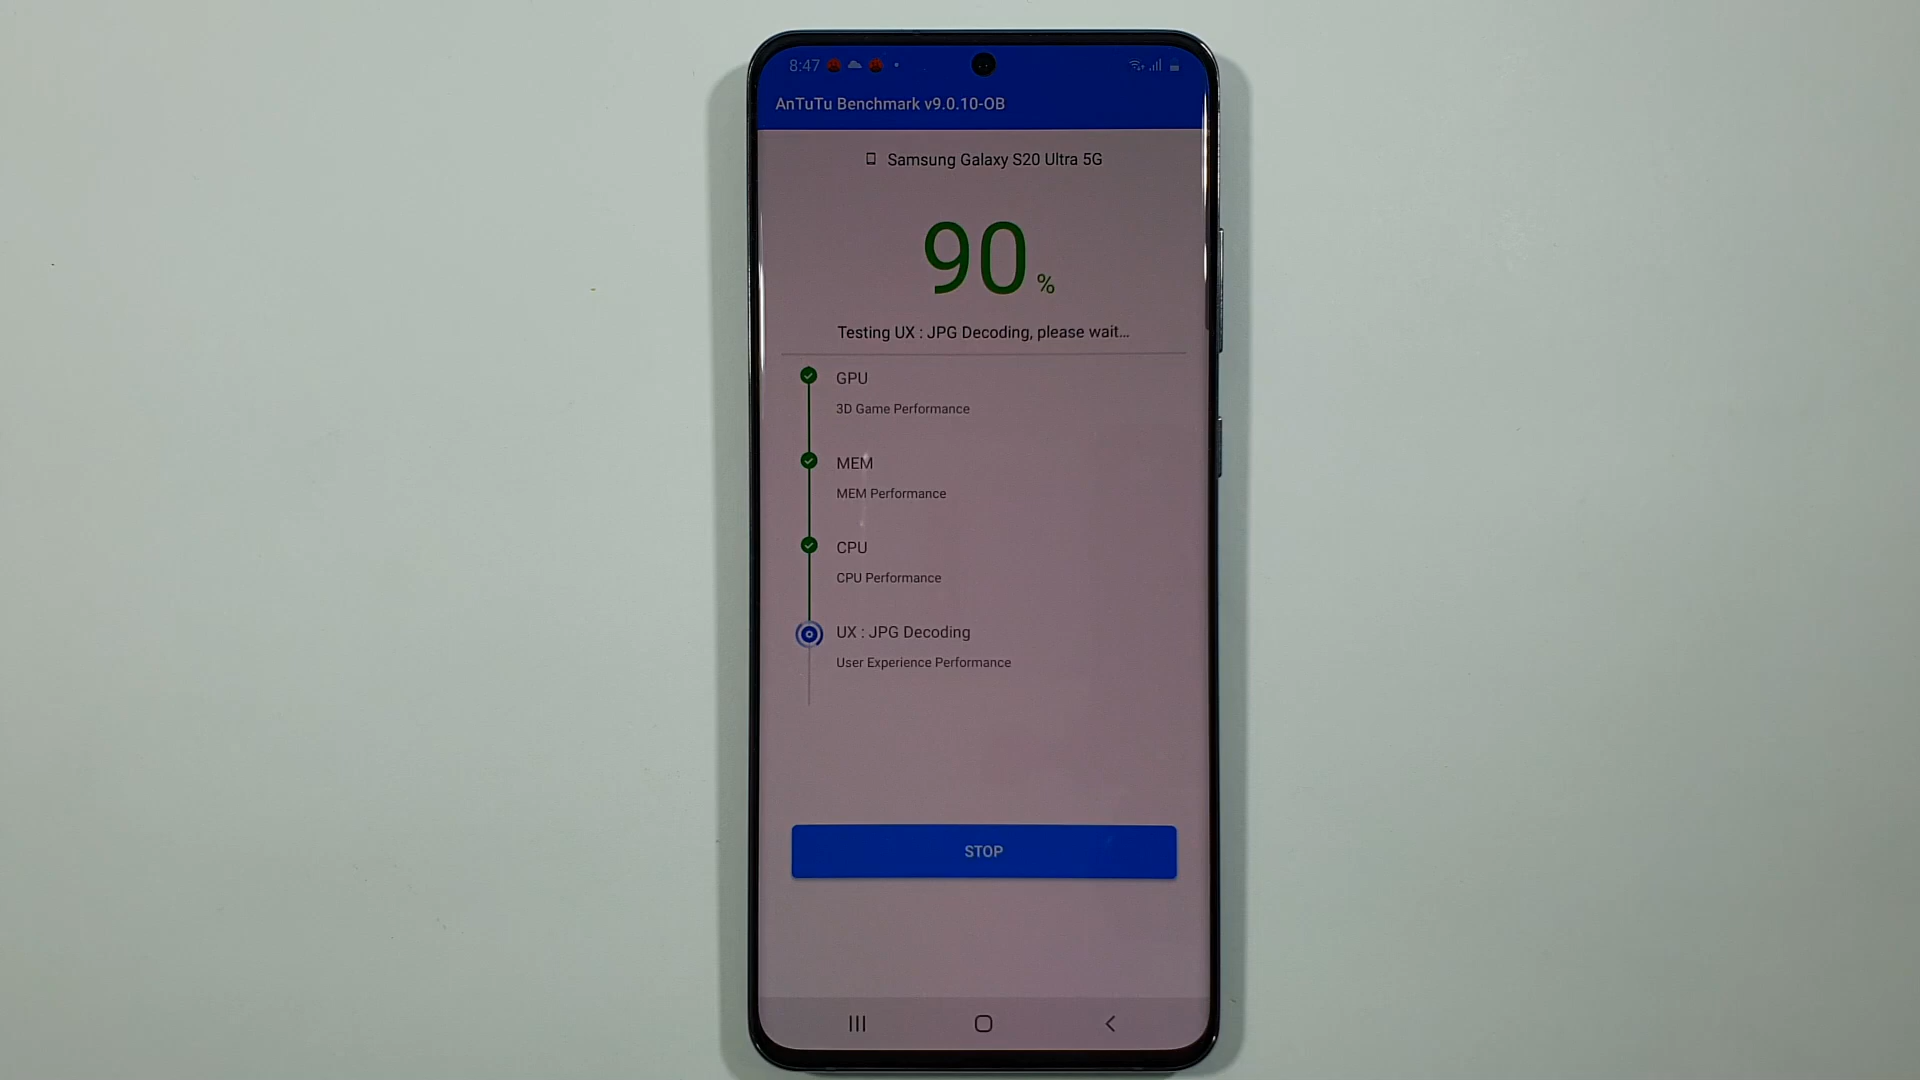 8:47
AnTuTu Benchmark v9.0.10-OB
Samsung Galaxy S20 Ultra 5G
90 %
Testing UX : JPG Decoding, please wait...
GPU
3D Game Performance
MEM
MEM Performance
CPU
CPU Performance
UX : JPG Decoding
User Experience Performance
STOP